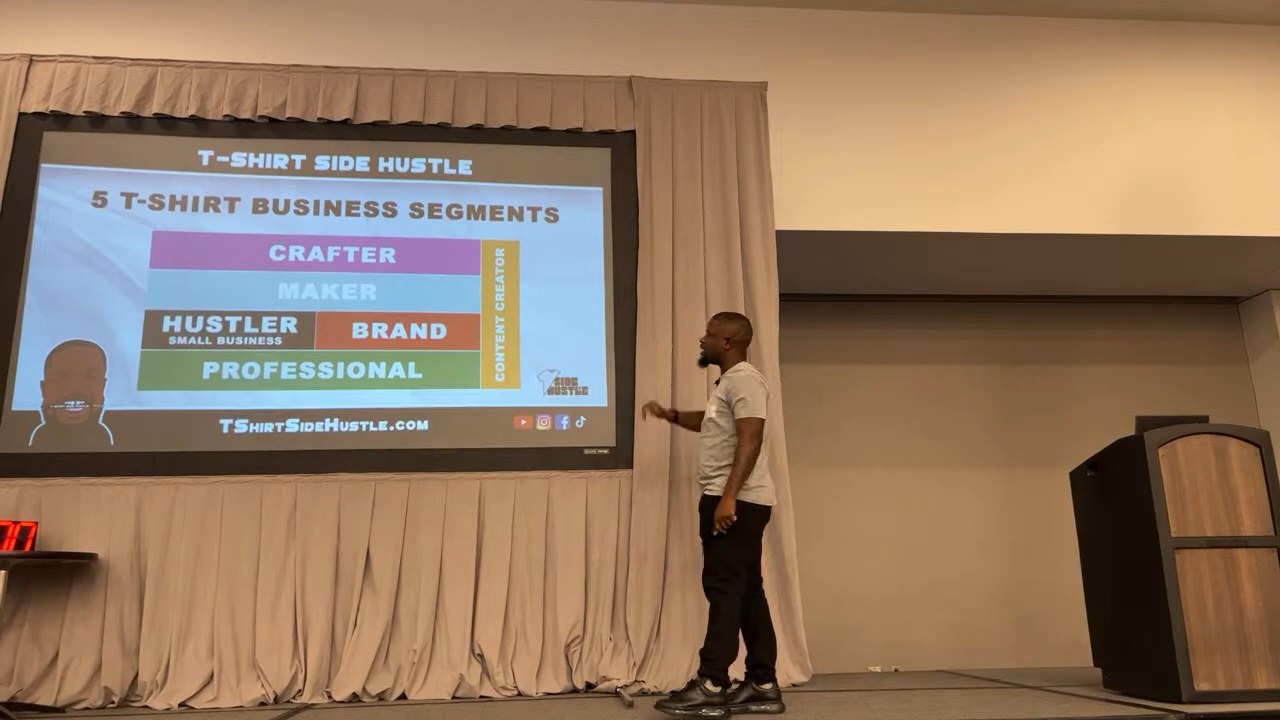 T-SHIRT SIDE HUSTLE
5 T-SHIRT BUSINESS SEGMENTS
CRAFTER
MAKER
HUSTLER
SMALL BUSINESS
BRAND
PROFESSIONAL
CONTENT CREATOR
SIDE
HUSTLE
TSHIRTSIDEHUSTLE.COM
00